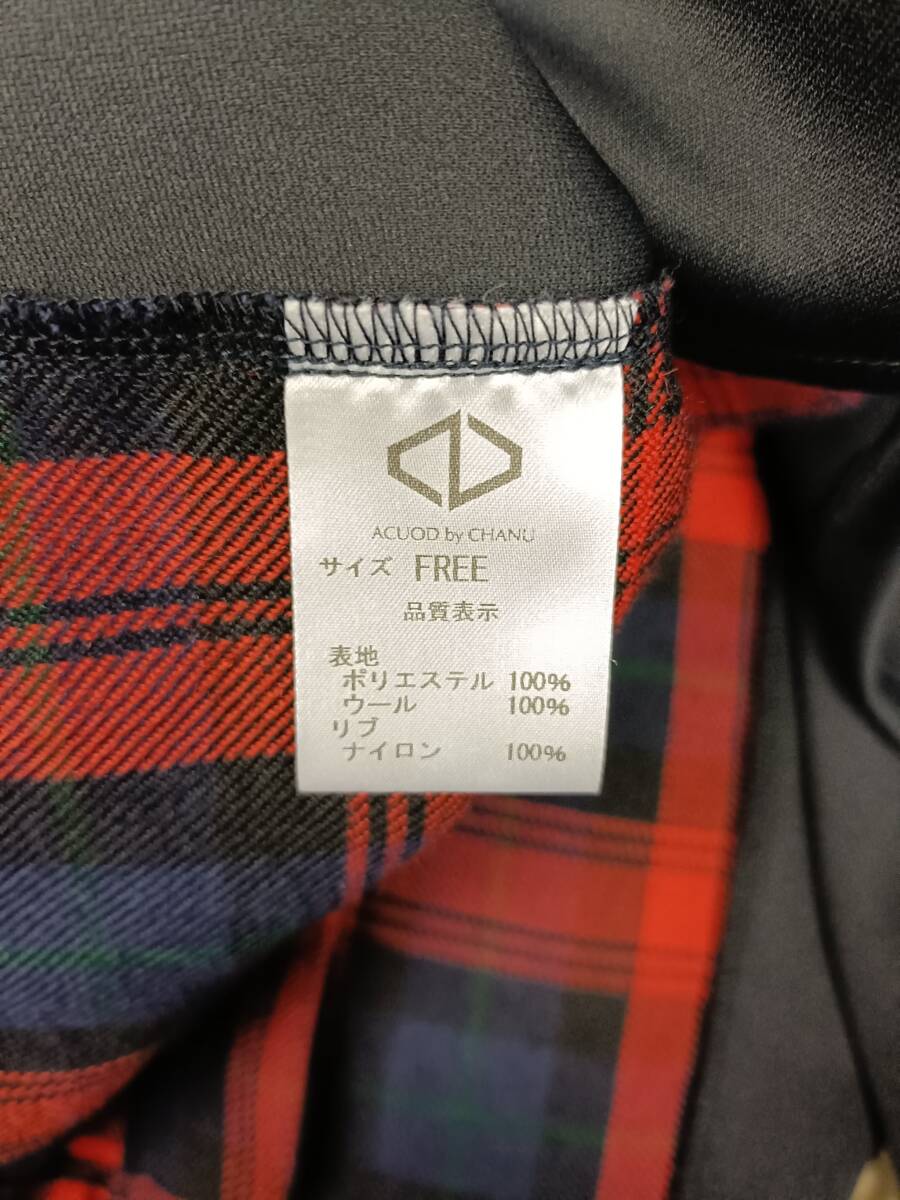 ACUOD by CHANU
サイズ FREE
品質表示
表地
ポリエステル 100%
ウール 100%
リブ
ナイロン 100%